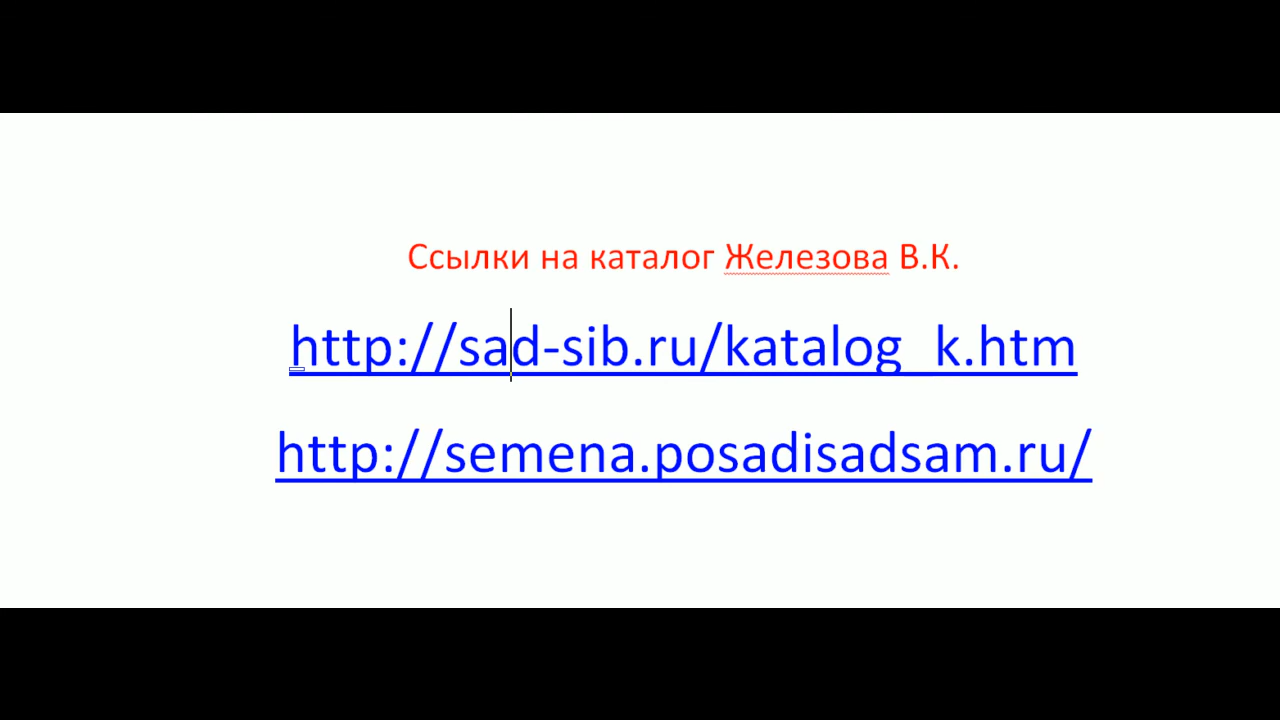 Ссылки на каталог Железова В.К.
http://sad-sib.ru/katalog_k.htm
http://semena.posadisadsam.ru/